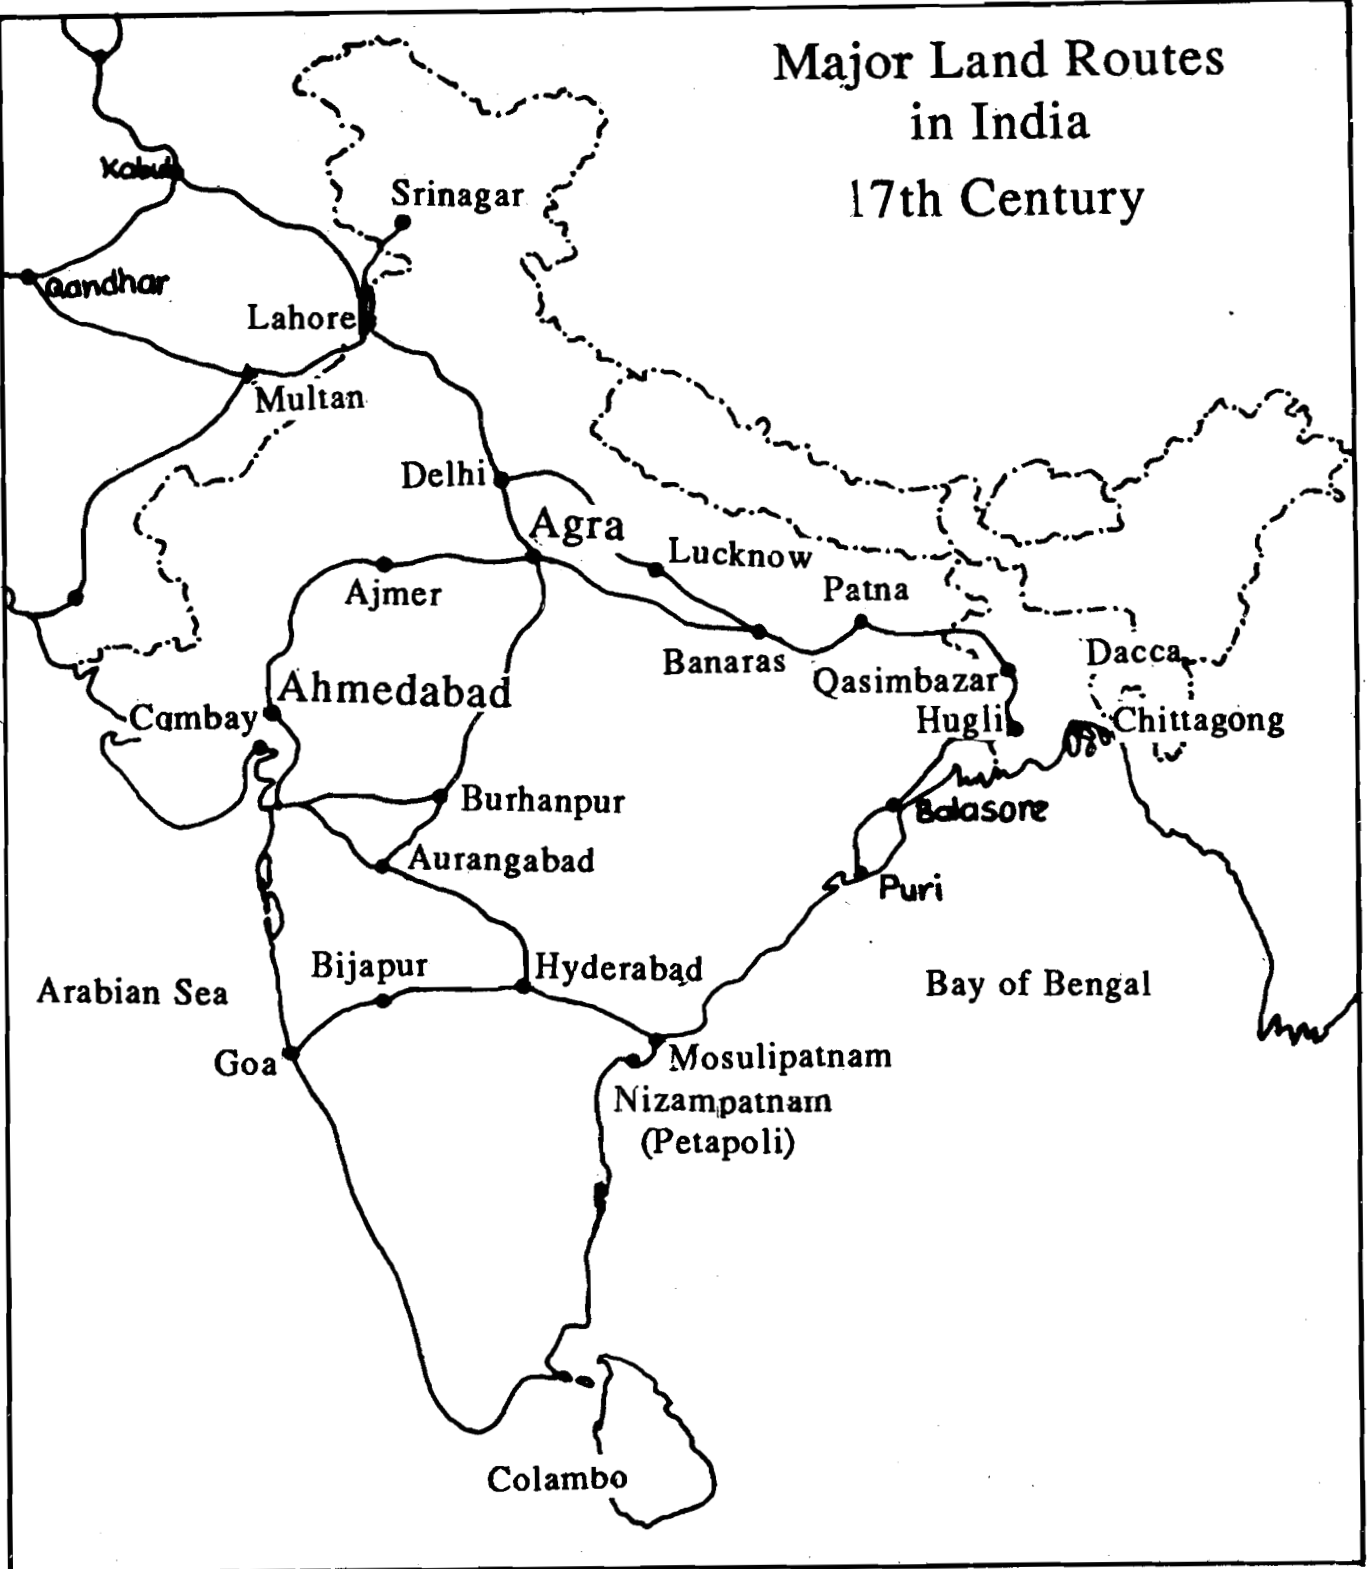 Major Land Routes
in India
17th Century
Kabul
Srinagar
Qandhar
Lahore
Multan
Delhi
Agra
Lucknow
Ajmer
Patna
Banaras
Dacca
Qasimbazar
Ahmedabad
Cambay
Hugli
Chittagong
Burhanpur
Balasore
Aurangabad
Puri
Bijapur
Hyderabad
Arabian Sea
Bay of Bengal
Goa
Mosulipatnam
Nizampatnam
(Petapoli)
Colambo